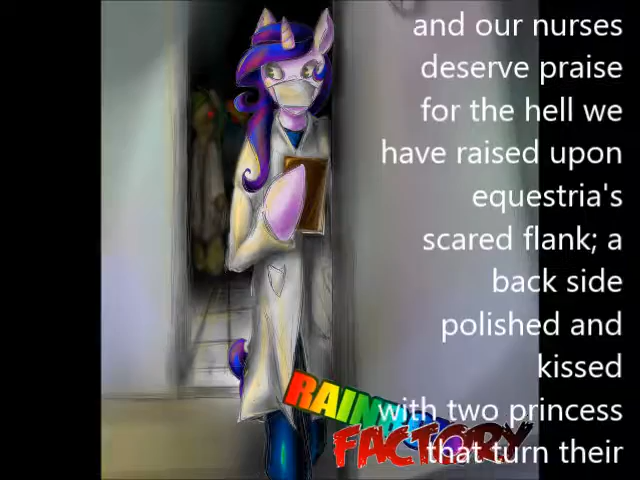 and our nurses
deserve praise
for the hell we
have raised upon
equestria's
scared flank; a
back side
polished and
kissed
with two princess
that turn their
RAINBOW
FACTORY